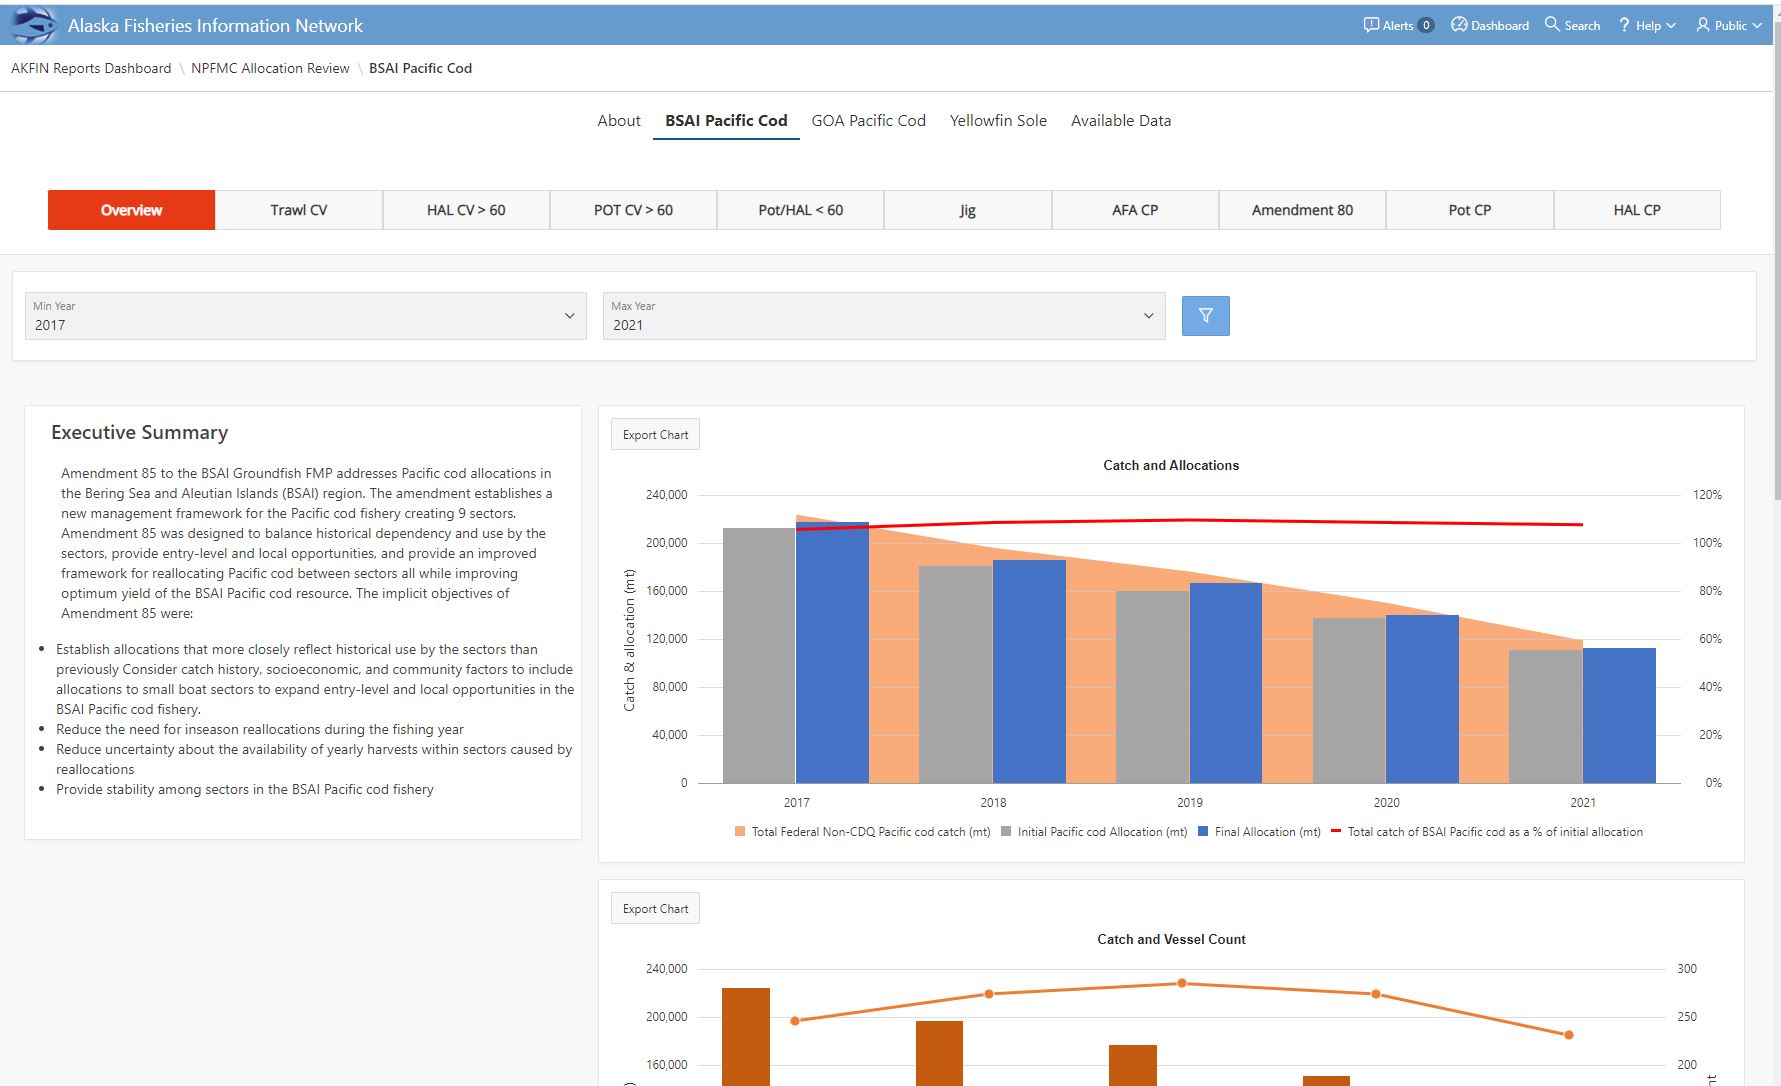 Alaska Fisheries Information Network
Alerts 0 Dashboard Search ? Help Public
AKFIN Reports Dashboard \ NPFMC Allocation Review \ BSAI Pacific Cod
About BSAI Pacific Cod GOA Pacific Cod Yellowfin Sole Available Data
Overview Trawl CV HAL CV > 60 POT CV > 60 Pot/HAL < 60 Jig AFA CP Amendment 80 Pot CP HAL CP
Min Year
2017
Max Year
2021
Executive Summary
Amendment 85 to the BSAI Groundfish FMP addresses Pacific cod allocations in
the Bering Sea and Aleutian Islands (BSAI) region. The amendment establishes a
new management framework for the Pacific cod fishery creating 9 sectors.
Amendment 85 was designed to balance historical dependency and use by the
sectors, provide entry-level and local opportunities, and provide an improved
framework for reallocating Pacific cod between sectors all while improving
optimum yield of the BSAI Pacific cod resource. The implicit objectives of
Amendment 85 were:
• Establish allocations that more closely reflect historical use by the sectors than
previously Consider catch history, socioeconomic, and community factors to include
allocations to small boat sectors to expand entry-level and local opportunities in the
BSAI Pacific cod fishery.
• Reduce the need for inseason reallocations during the fishing year
• Reduce uncertainty about the availability of yearly harvests within sectors caused by
reallocations
• Provide stability among sectors in the BSAI Pacific cod fishery
Export Chart
Catch and Allocations
Catch & allocation (mt)
240,000 120%
200,000 100%
160,000 80%
120,000 60%
80,000 40%
40,000 20%
0 0%
2017 2018 2019 2020 2021
Total Federal Non-CDQ Pacific cod catch (mt) Initial Pacific cod Allocation (mt) Final Allocation (mt) Total catch of BSAI Pacific cod as a % of initial allocation
Export Chart
Catch and Vessel Count
240,000 300
200,000 250
160,000 200